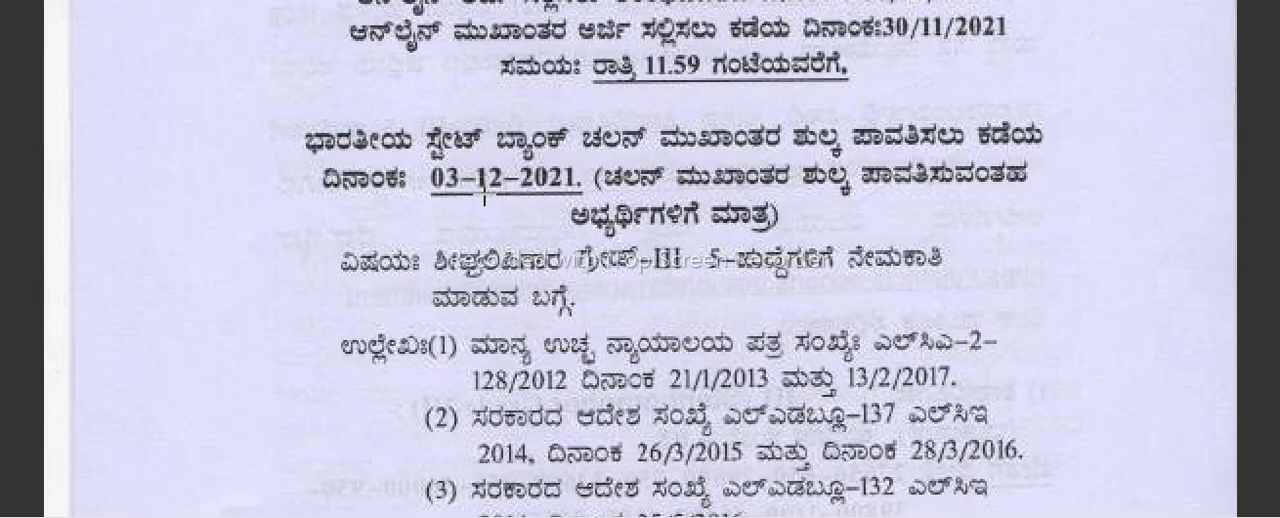 ಆನ್‌ಲೈನ್ ಮುಖಾಂತರ ಅರ್ಜಿ ಸಲ್ಲಿಸಲು ಕಡೆಯ ದಿನಾಂಕಃ30/11/2021
ಸಮಯಃ ರಾತ್ರಿ 11.59 ಗಂಟೆಯವರೆಗೆ.
ಭಾರತೀಯ ಸ್ಟೇಟ್ ಬ್ಯಾಂಕ್ ಚಲನ್ ಮುಖಾಂತರ ಶುಲ್ಕ ಪಾವತಿಸಲು ಕಡೆಯ
ದಿನಾಂಕಃ 03-12-2021. (ಚಲನ್ ಮುಖಾಂತರ ಶುಲ್ಕ ಪಾವತಿಸುವಂತಹ
ಅಭ್ಯರ್ಥಿಗಳಿಗೆ ಮಾತ್ರ)
ವಿಷಯಃ ಶೀಘ್ರಲಿಪಿಗಾರ ಗ್ರೇಡ್-III 5-ಹುದ್ದೆಗಳಿಗೆ ನೇಮಕಾತಿ
ಮಾಡುವ ಬಗ್ಗೆ.
ಉಲ್ಲೇಖಃ(1) ಮಾನ್ಯ ಉಚ್ಛ ನ್ಯಾಯಾಲಯ ಪತ್ರ ಸಂಖ್ಯೆಃ ಎಲ್‌ಸಿಎ-2-
128/2012 ದಿನಾಂಕ 21/1/2013 ಮತ್ತು 13/2/2017.
(2) ಸರಕಾರದ ಆದೇಶ ಸಂಖ್ಯೆ ಎಲ್‌ಎಡಬ್ಲೂ-137 ಎಲ್‌ಸಿಇ
2014, ದಿನಾಂಕ 26/3/2015 ಮತ್ತು ದಿನಾಂಕ 28/3/2016.
(3) ಸರಕಾರದ ಆದೇಶ ಸಂಖ್ಯೆ ಎಲ್‌ಎಡಬ್ಲೂ-132 ಎಲ್‌ಸಿಇ